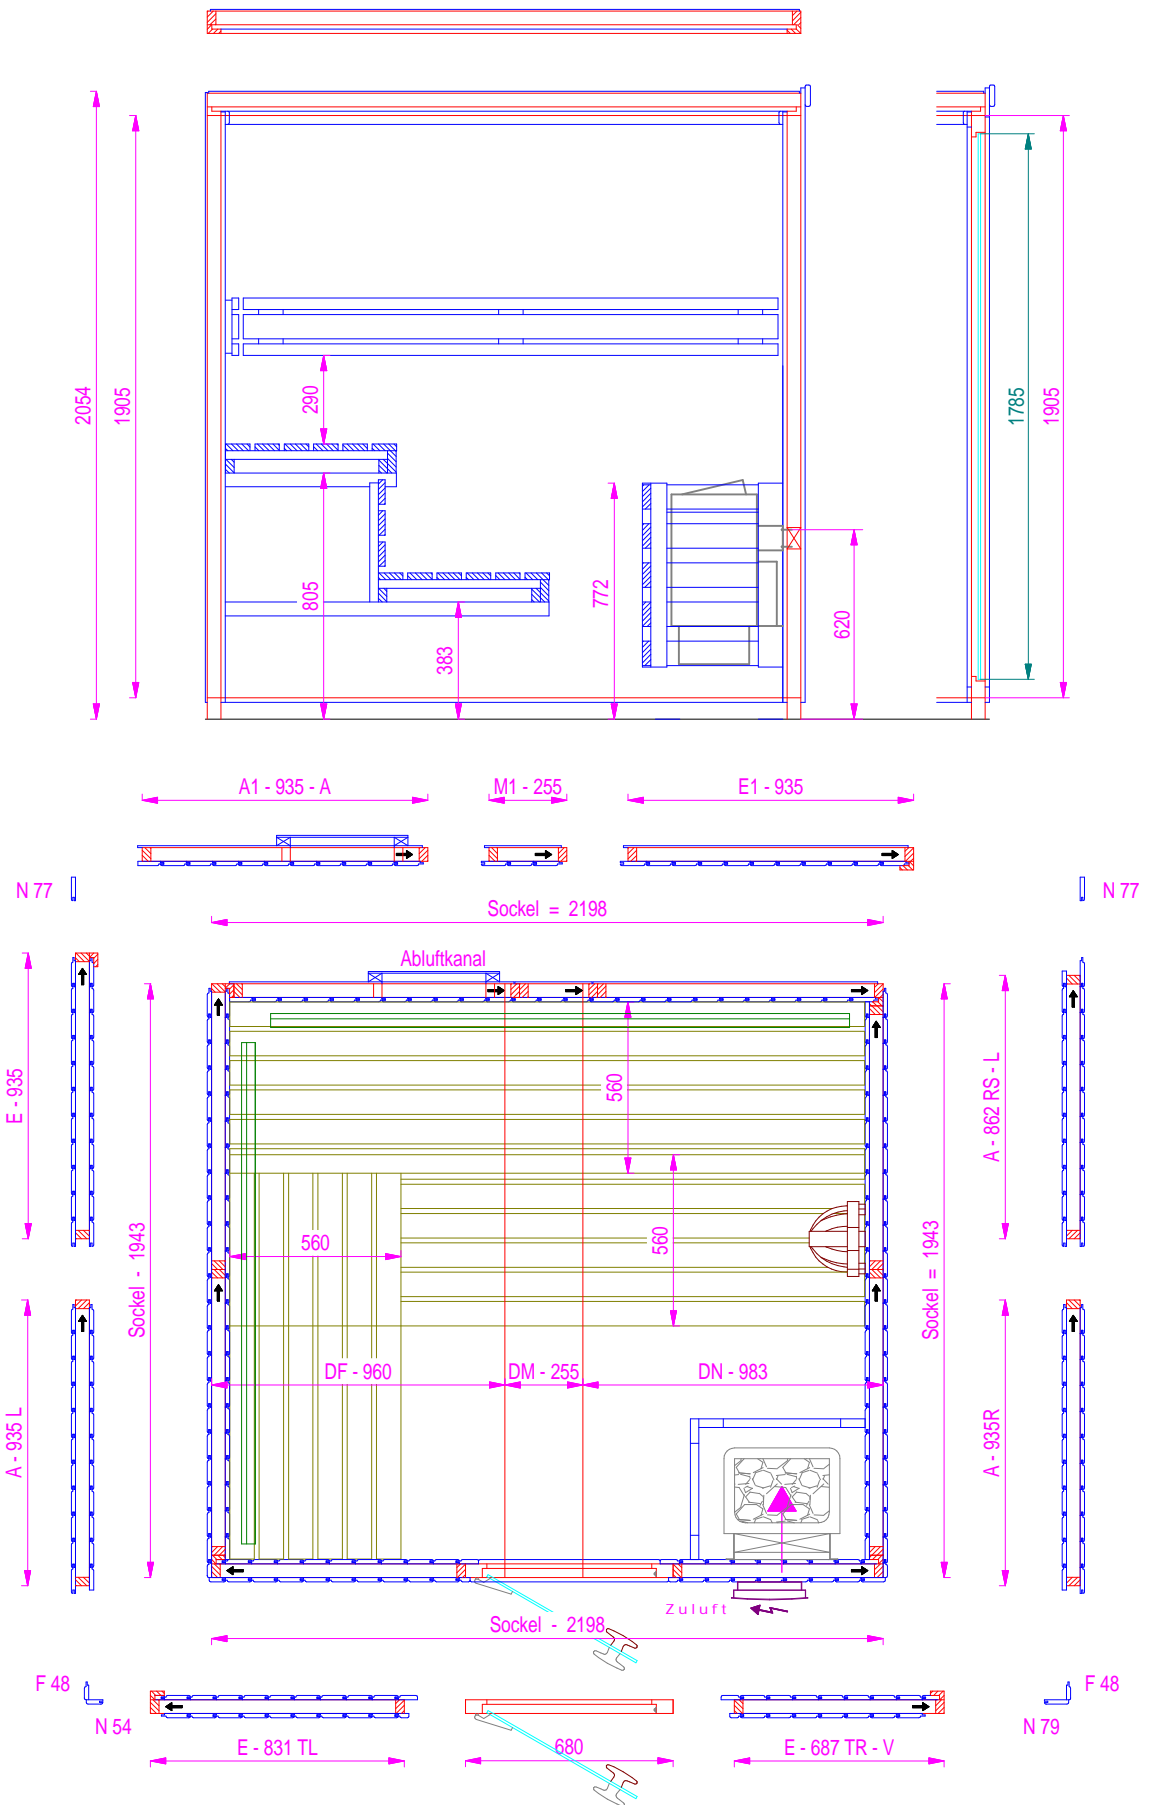 2054
1905
290
805
383
772
620
1785
1905
A1 - 935 - A
M1 - 255
E1 - 935
N 77
N 77
Sockel = 2198
Abluftkanal
E - 935
A - 862 RS - L
560
560
560
Sockel - 1943
Sockel = 1943
DF - 960
DM - 255
DN - 983
A - 935 L
A - 935R
Zuluft
Sockel - 2198
F 48
F 48
N 54
N 79
E - 831 TL
680
E - 687 TR - V